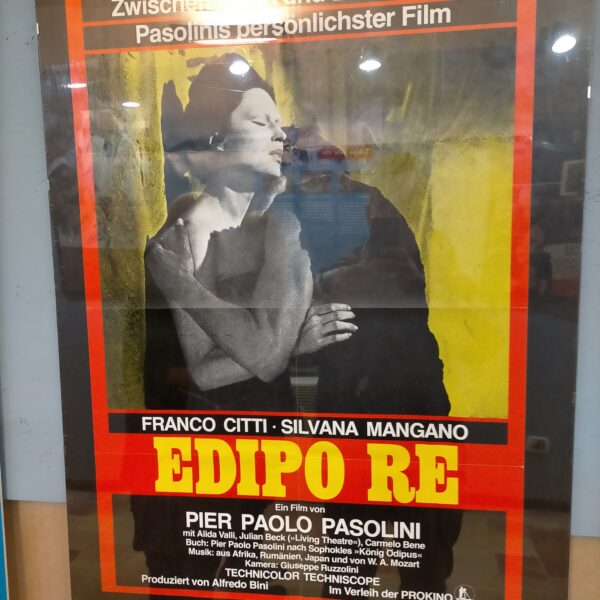 Zwischen und
Pasolinis persönlichster Film
FRANCO CITTI · SILVANA MANGANO
EDIPO RE
Ein Film von
PIER PAOLO PASOLINI
mit Alida Valli, Julian Beck (»Living Theatre«), Carmelo Bene
Buch: Pier Paolo Pasolini nach Sophokles »König Ödipus«
Musik: aus Afrika, Rumänien, Japan und von W. A. Mozart
Kamera: Giuseppe Ruzzolini
TECHNICOLOR TECHNISCOPE
Produziert von Alfredo Bini
Im Verleih der PROKINO